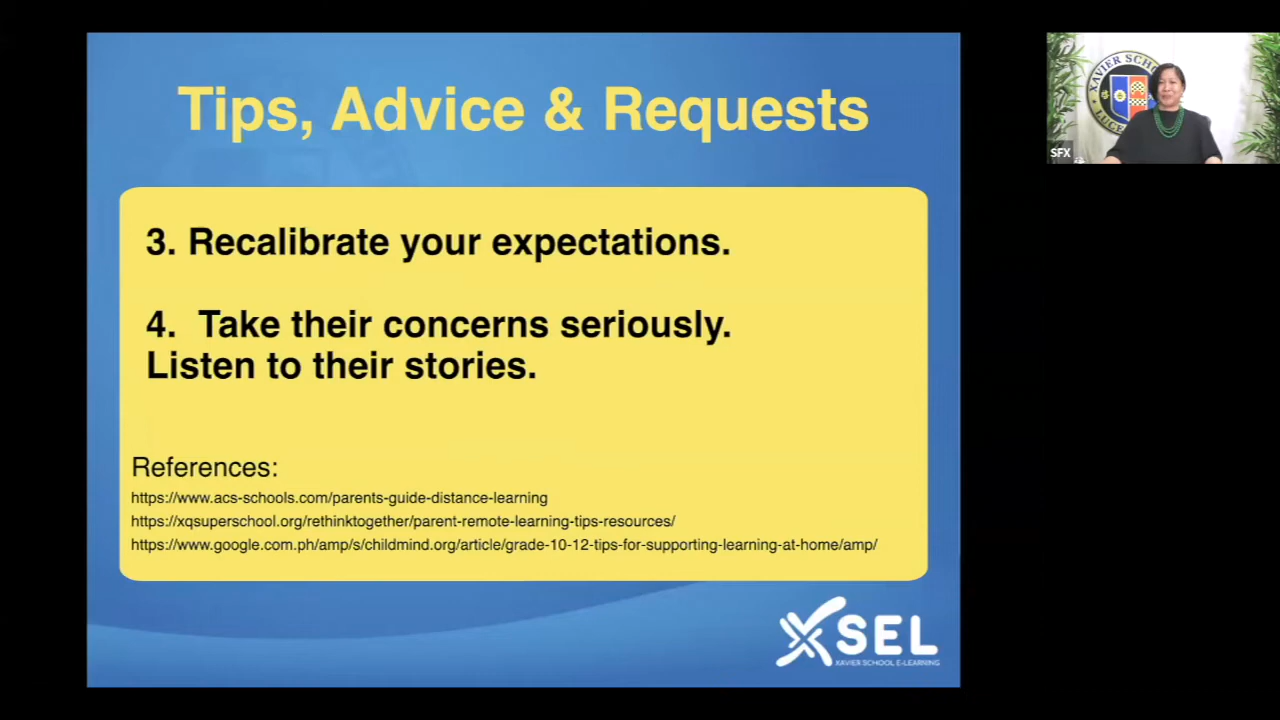 Tips, Advice & Requests
3. Recalibrate your expectations.
4. Take their concerns seriously.
Listen to their stories.
References:
https://www.acs-schools.com/parents-guide-distance-learning
https://xqsuperschool.org/rethinktogether/parent-remote-learning-tips-resources/
https://www.google.com.ph/amp/s/childmind.org/article/grade-10-12-tips-for-supporting-learning-at-home/amp/
XSEL
XAVIER SCHOOL E-LEARNING
XAVIER SCHO
SFX